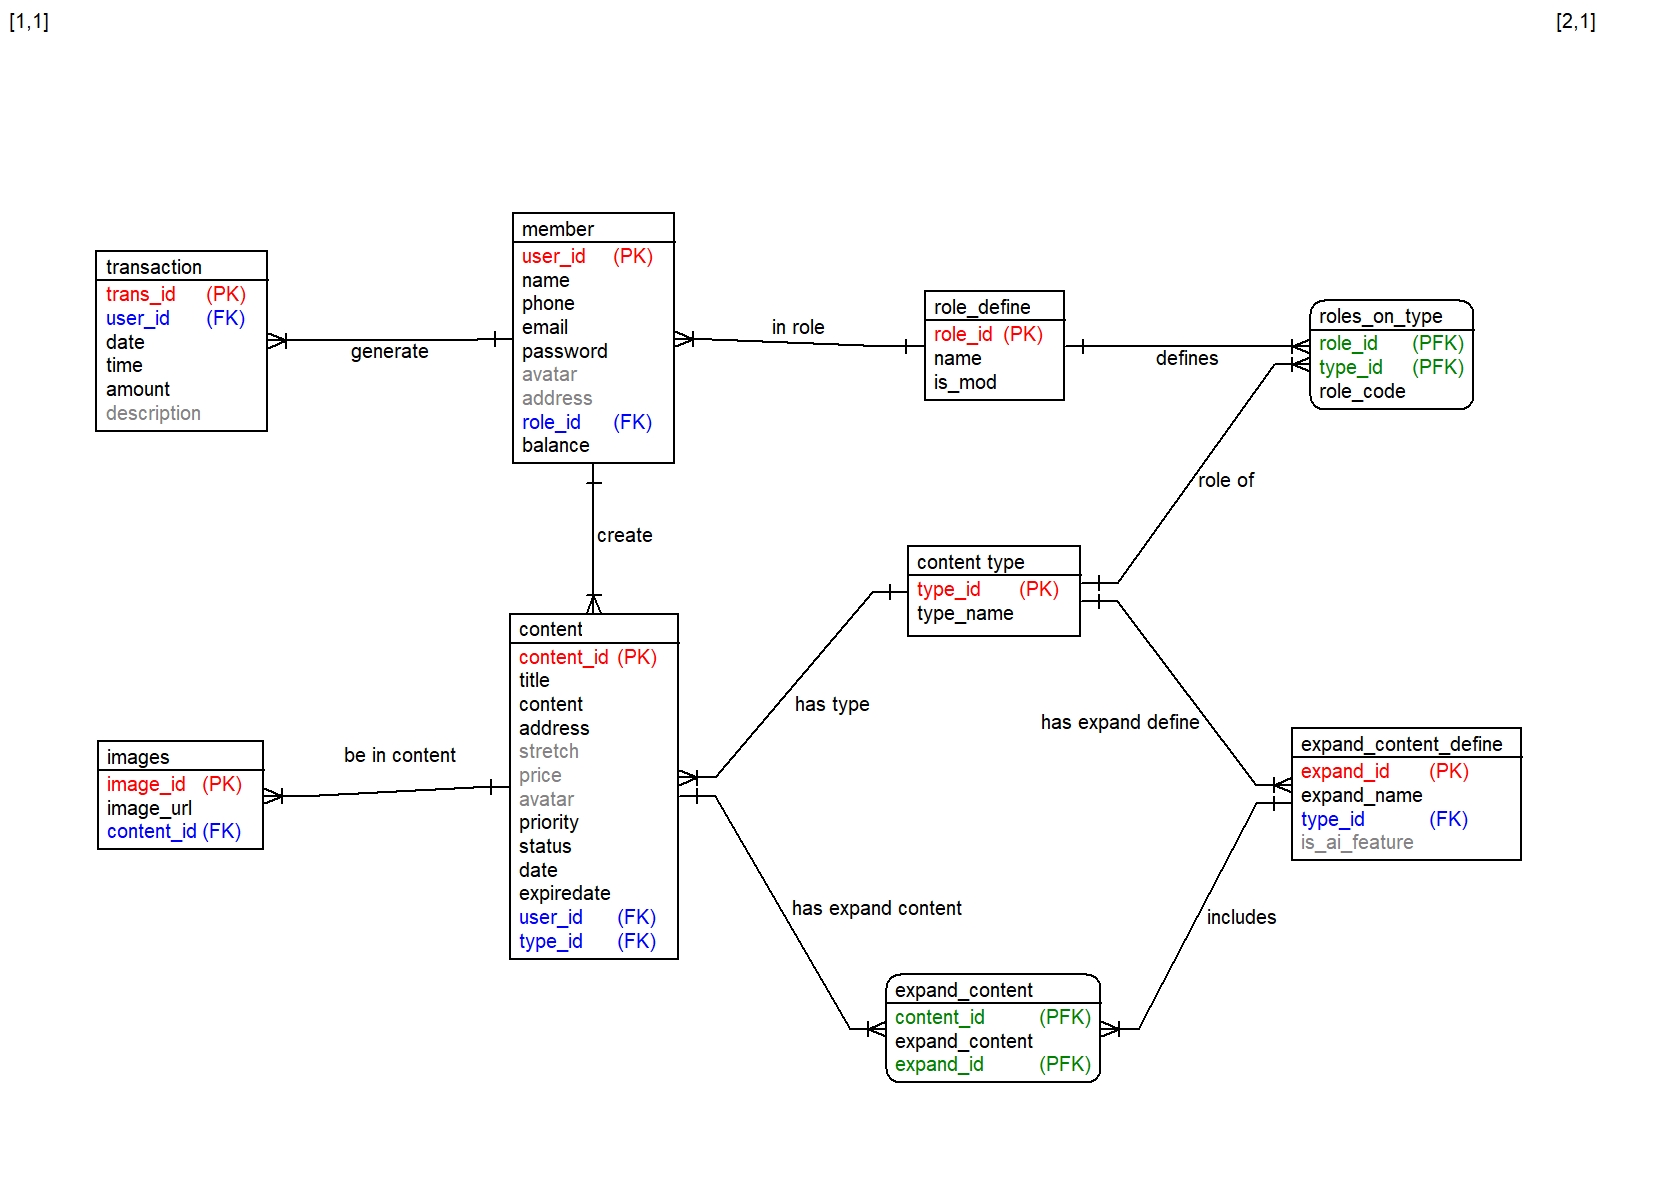 [1,1]
[2,1]
transaction
trans_id (PK)
user_id (FK)
date
time
amount
description
generate
member
user_id (PK)
name
phone
email
password
avatar
address
role_id (FK)
balance
in role
role_define
role_id (PK)
name
is_mod
defines
roles_on_type
role_id (PFK)
type_id (PFK)
role_code
role of
create
content type
type_id (PK)
type_name
has type
has expand define
content
content_id (PK)
title
content
address
stretch
price
avatar
priority
status
date
expiredate
user_id (FK)
type_id (FK)
be in content
images
image_id (PK)
image_url
content_id (FK)
expand_content_define
expand_id (PK)
expand_name
type_id (FK)
is_ai_feature
has expand content
includes
expand_content
content_id (PFK)
expand_content
expand_id (PFK)